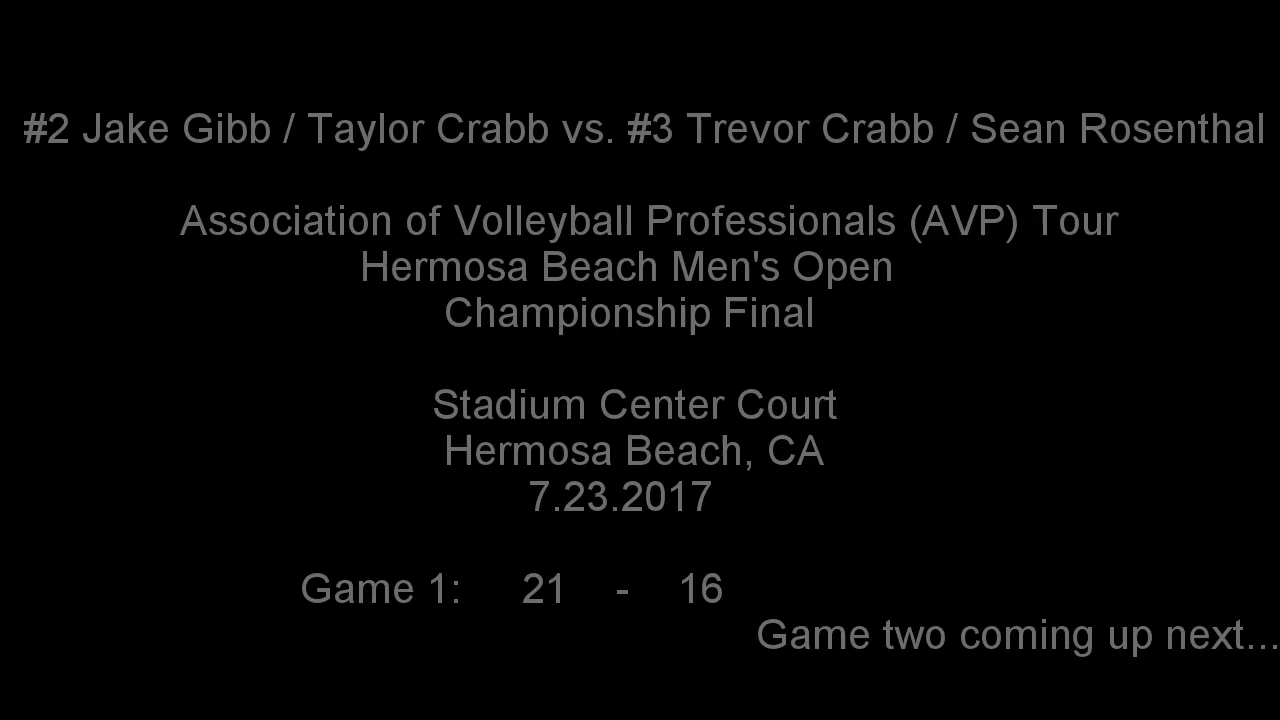 #2 Jake Gibb / Taylor Crabb vs. #3 Trevor Crabb / Sean Rosenthal
Association of Volleyball Professionals (AVP) Tour
Hermosa Beach Men's Open
Championship Final
Stadium Center Court
Hermosa Beach, CA
7.23.2017
Game 1: 21 - 16
Game two coming up next...